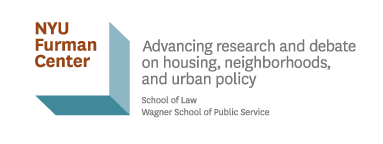 NYU
Furman
Center
Advancing research and debate
on housing, neighborhoods,
and urban policy
School of Law
Wagner School of Public Service